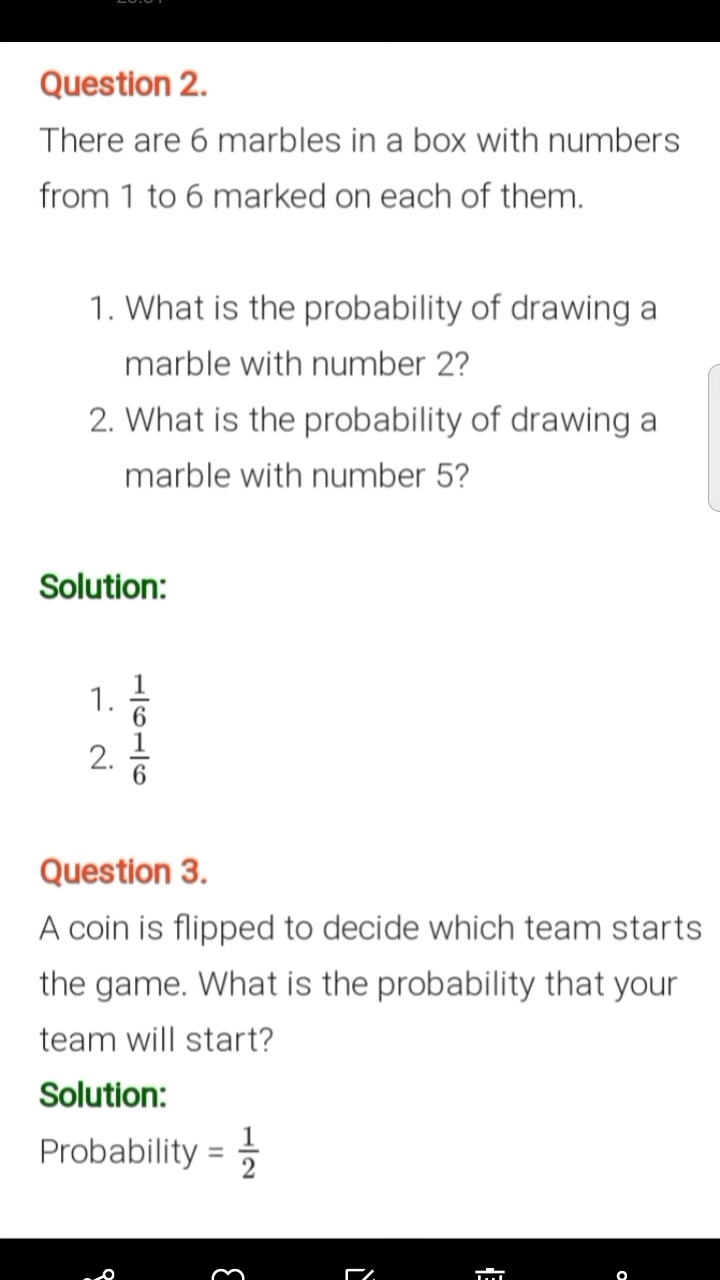 Question 2.
There are 6 marbles in a box with numbers
from 1 to 6 marked on each of them.
1. What is the probability of drawing a
marble with number 2?
2. What is the probability of drawing a
marble with number 5?
Solution:
1. 1/6
2. 1/6
Question 3.
A coin is flipped to decide which team starts
the game. What is the probability that your
team will start?
Solution:
Probability = 1/2